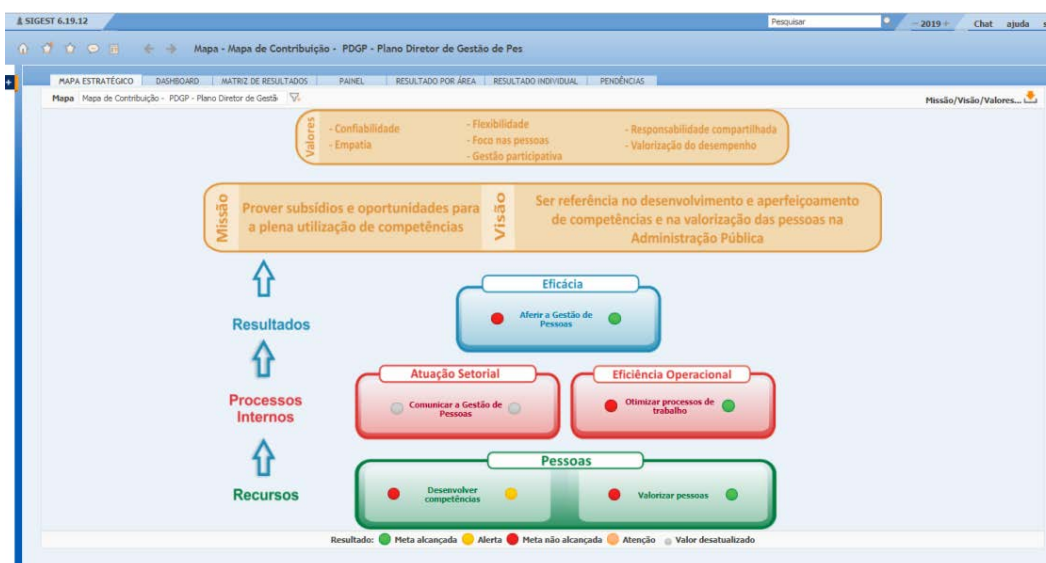 SIGEST 6.19.12
Pesquisar
2019
Chat
ajuda
s
Mapa - Mapa de Contribuição - PDGP - Plano Diretor de Gestão de Pes
MAPA ESTRATÉGICO
DASHBOARD
MATRIZ DE RESULTADOS
PAINEL
RESULTADO POR ÁREA
RESULTADO INDIVIDUAL
PENDÊNCIAS
Mapa
Mapa de Contribuição - PDGP - Plano Diretor de Gestã
Missão/Visão/Valores...
Valores
- Confiabilidade
- Empatia
- Flexibilidade
- Foco nas pessoas
- Gestão participativa
- Responsabilidade compartilhada
- Valorização do desempenho
Missão
Prover subsídios e oportunidades para
a plena utilização de competências
Visão
Ser referência no desenvolvimento e aperfeiçoamento
de competências e na valorização das pessoas na
Administração Pública
Resultados
Eficácia
Aferir a Gestão de
Pessoas
Processos
Internos
Atuação Setorial
Comunicar a Gestão de
Pessoas
Eficiência Operacional
Otimizar processos de
trabalho
Recursos
Pessoas
Desenvolver
competências
Valorizar pessoas
Resultado: Meta alcançada Alerta Meta não alcançada Atenção Valor desatualizado